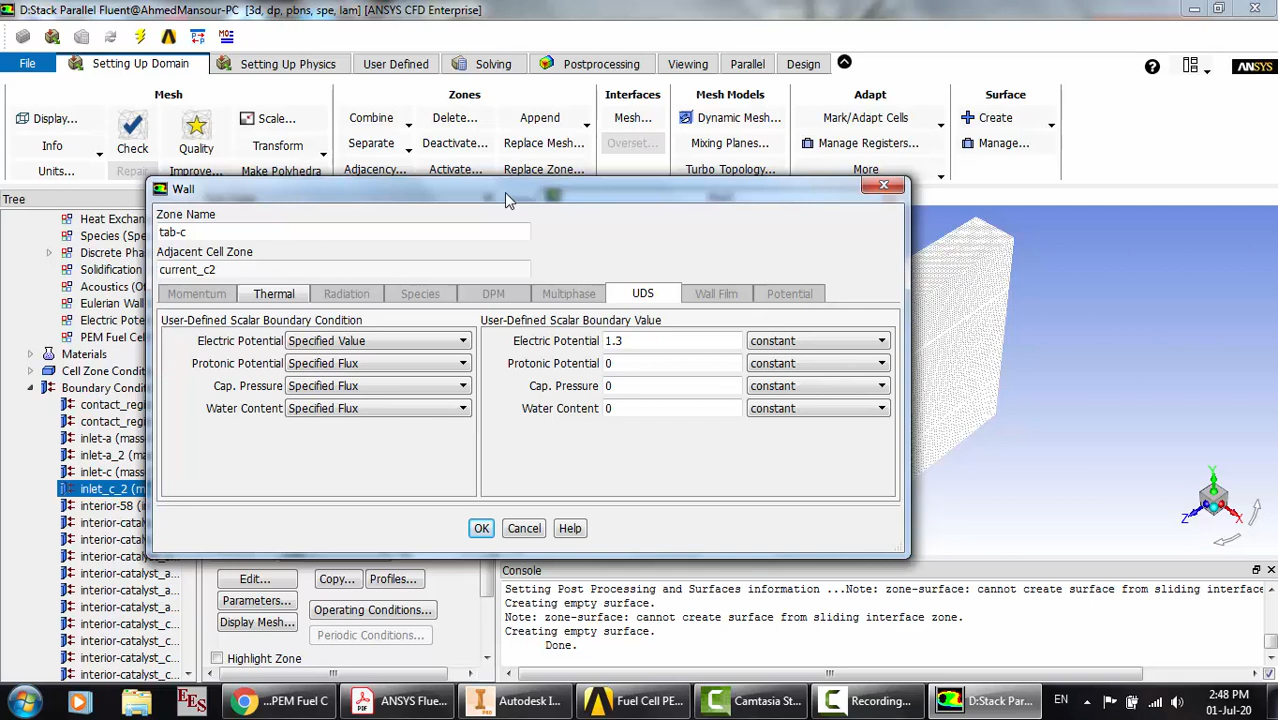 D:Stack Parallel Fluent@AhmedMansour-PC [3d, dp, pbns, spe, lam] [ANSYS CFD Enterprise]
File
Setting Up Domain
Setting Up Physics
User Defined
Solving
Postprocessing
Viewing
Parallel
Design
ANSYS
Mesh
Zones
Interfaces
Mesh Models
Adapt
Surface
Display...
Scale...
Combine
Delete...
Append
Mesh...
Dynamic Mesh...
Mark/Adapt Cells
Create
Info
Check
Quality
Transform
Separate
Deactivate...
Replace Mesh...
Overset...
Mixing Planes...
Manage Registers...
Manage...
Units...
Repair
Improve...
Make Polyhedra
Adjacency...
Activate...
Replace Zone...
Turbo Topology...
More
Tree
Heat Exchan
Species (Spe
Discrete Pha
Solidification
Acoustics (O
Eulerian Wal
Electric Poter
PEM Fuel Ce
Materials
Cell Zone Condit
Boundary Condit
contact_reg
contact_reg
inlet-a (mass
inlet-a_2 (m
inlet-c (mass
inlet_c_2 (m
interior-58 (i
interior-cata
interior-catalyst
interior-catalyst_a...
interior-catalyst_a...
interior-catalyst_a...
interior-catalyst_c...
interior-catalyst_c...
interior-catalyst_c...
interior-catalyst_c...
Wall
Zone Name
tab-c
Adjacent Cell Zone
current_c2
Momentum
Thermal
Radiation
Species
DPM
Multiphase
UDS
Wall Film
Potential
User-Defined Scalar Boundary Condition
User-Defined Scalar Boundary Value
Electric Potential Specified Value
Electric Potential 1.3 constant
Protonic Potential Specified Flux
Protonic Potential 0 constant
Cap. Pressure Specified Flux
Cap. Pressure 0 constant
Water Content Specified Flux
Water Content 0 constant
OK
Cancel
Help
Edit...
Copy...
Profiles...
Parameters...
Operating Conditions...
Display Mesh...
Periodic Conditions...
Highlight Zone
Y
Z
X
Console
Setting Post Processing and Surfaces information ...Note: zone-surface: cannot create surface from sliding interface
Creating empty surface.
Note: zone-surface: cannot create surface from sliding interface zone.
Creating empty surface.
Done.
EES
...PEM Fuel C
ANSYS Flue...
Autodesk I...
Fuel Cell PE...
Camtasia St...
Recording...
D:Stack Par...
EN
2:48 PM
01-Jul-20